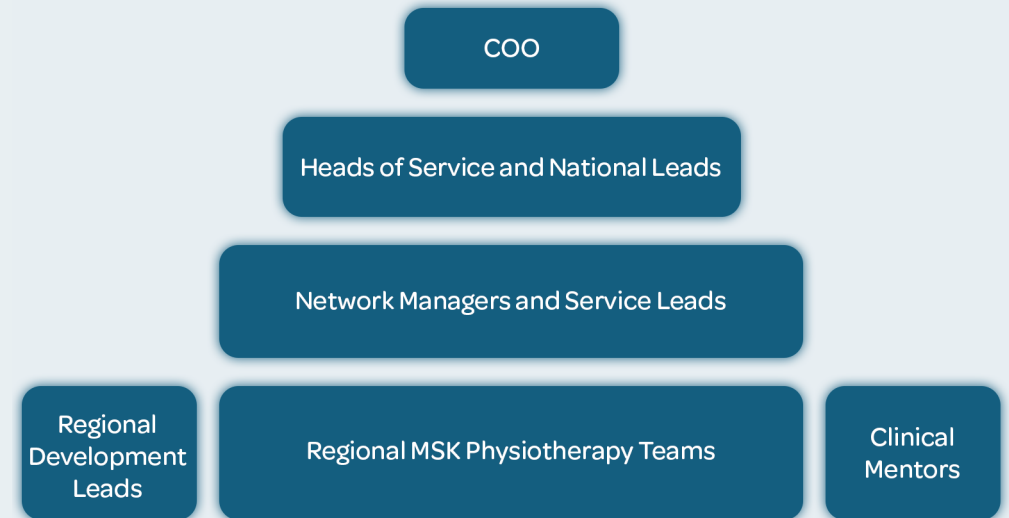 COO
Heads of Service and National Leads
Network Managers and Service Leads
Regional
Development
Leads
Regional MSK Physiotherapy Teams
Clinical
Mentors